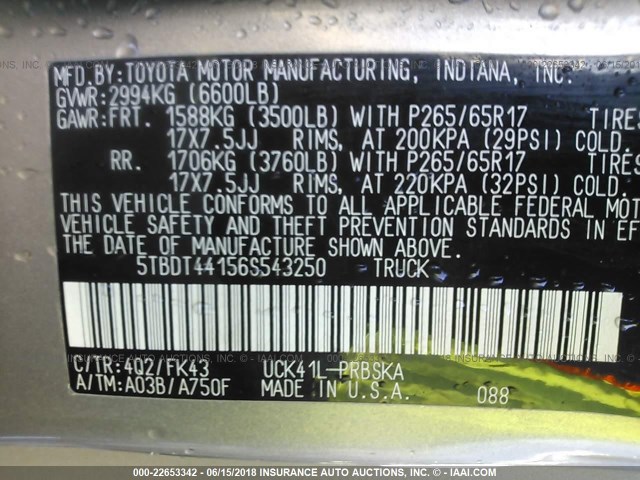 MFD.BY:TOYOTA MOTOR MANUFACTURING, INDIANA, INC.
GVWR:2994KG (6600LB)
GAWR:FRT. 1588KG (3500LB) WITH P265/65R17 TIRES
17X7.5JJ RIMS, AT 200KPA (29PSI) COLD.
RR. 1706KG (3760LB) WITH P265/65R17 TIRES
17X7.5JJ RIMS, AT 220KPA (32PSI) COLD.
THIS VEHICLE CONFORMS TO ALL APPLICABLE FEDERAL MOT
VEHICLE SAFETY AND THEFT PREVENTION STANDARDS IN EF
THE DATE OF MANUFACTURE SHOWN ABOVE.
5TBDT44156S543250 TRUCK
C/TR:4Q2/FK43 UCK41L-PRBSKA
A/TM:A03B/A750F MADE IN U.S.A. 088
000-22653342 - 06/15/2018 - INSURANCE AUTO AUCTIONS - © IAAI.COM